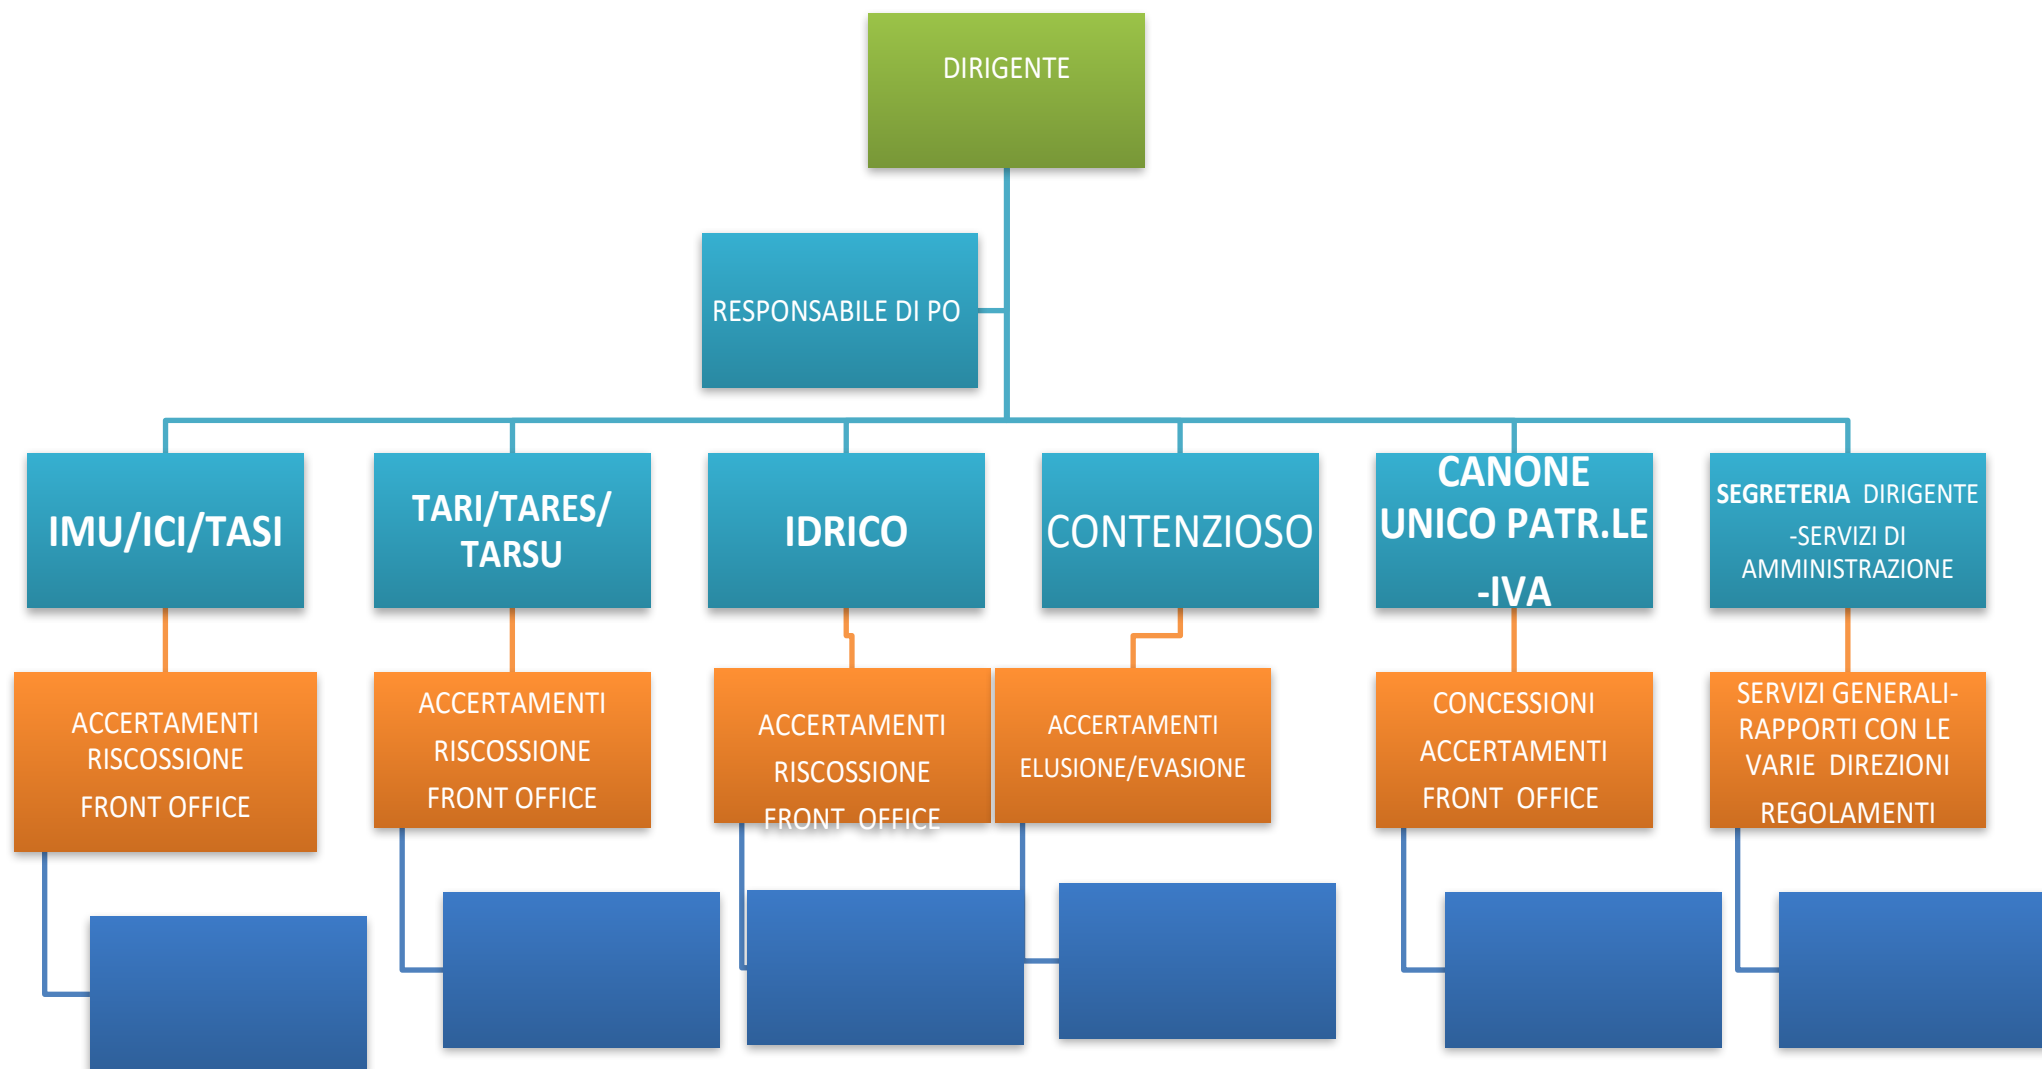 DIRIGENTE
RESPONSABILE DI PO
IMU/ICI/TASI
TARI/TARES/
TARSU
IDRICO
CONTENZIOSO
CANONE
UNICO PATR.LE
-IVA
SEGRETERIA DIRIGENTE
-SERVIZI DI
AMMINISTRAZIONE
ACCERTAMENTI
RISCOSSIONE
FRONT OFFICE
ACCERTAMENTI
RISCOSSIONE
FRONT OFFICE
ACCERTAMENTI
RISCOSSIONE
FRONT OFFICE
ACCERTAMENTI
ELUSIONE/EVASIONE
CONCESSIONI
ACCERTAMENTI
FRONT OFFICE
SERVIZI GENERALI-
RAPPORTI CON LE
VARIE DIREZIONI
REGOLAMENTI